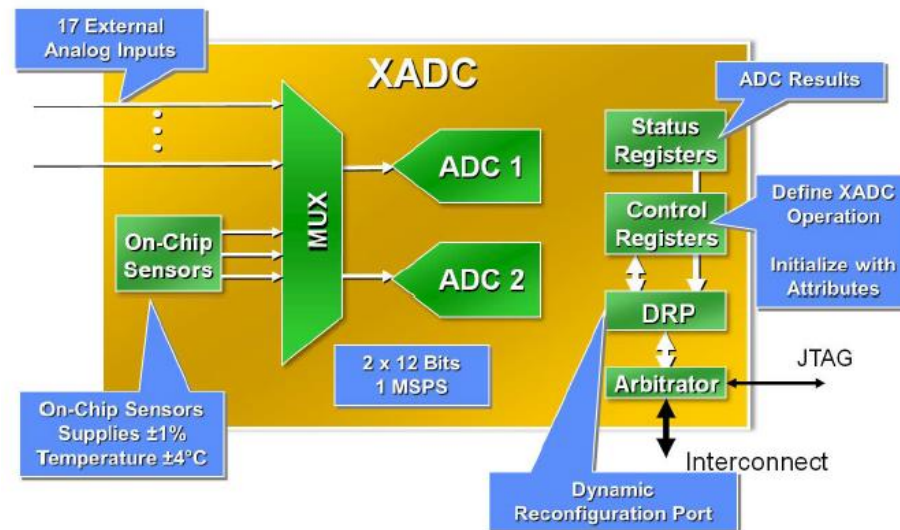 17 External
Analog Inputs
XADC
ADC Results
Status
Registers
MUX
ADC 1
Define XADC
Operation
Initialize with
Attributes
Control
Registers
On-Chip
Sensors
ADC 2
DRP
2 x 12 Bits
1 MSPS
JTAG
Arbitrator
On-Chip Sensors
Supplies ±1%
Temperature ±4°C
Interconnect
Dynamic
Reconfiguration Port